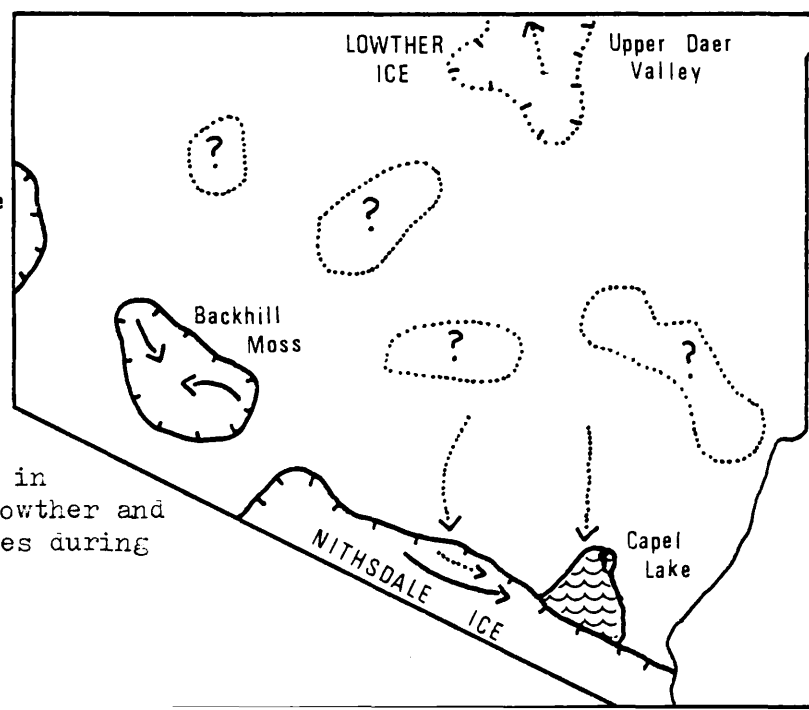 LOWTHER
ICE
Upper Daer
Valley
?
?
Backhill
Moss
?
?
in
owther and
es during
NITHSDALE ICE
Capel
Lake